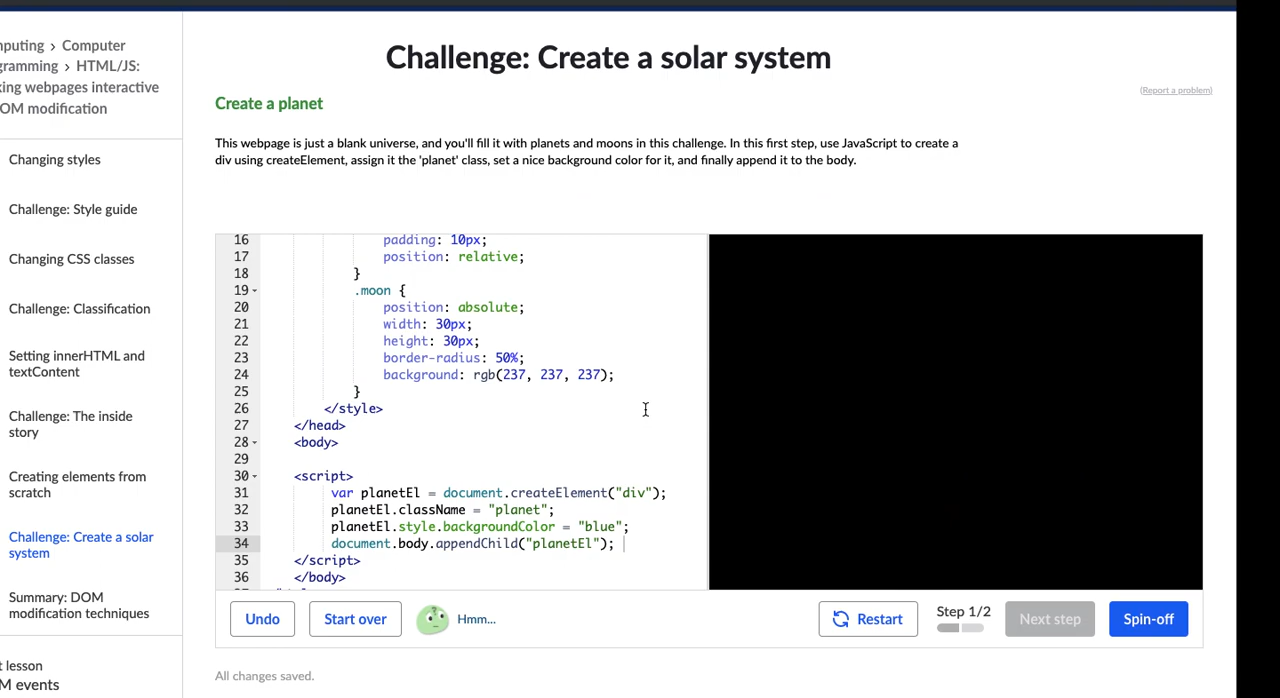 Challenge: Create a solar system
(Report a problem)
Create a planet
This webpage is just a blank universe, and you'll fill it with planets and moons in this challenge. In this first step, use JavaScript to create a
div using createElement, assign it the 'planet' class, set a nice background color for it, and finally append it to the body.
nputing › Computer
gramming › HTML/JS:
king webpages interactive
OM modification
Changing styles
Challenge: Style guide
Changing CSS classes
Challenge: Classification
Setting innerHTML and
textContent
Challenge: The inside
story
Creating elements from
scratch
Challenge: Create a solar
system
Summary: DOM
modification techniques
t lesson
M events
16 padding: 10px;
17 position: relative;
18 }
19 .moon {
20 position: absolute;
21 width: 30px;
22 height: 30px;
23 border-radius: 50%;
24 background: rgb(237, 237, 237);
25 }
26 </style>
27 </head>
28 <body>
29
30 <script>
31 var planetEl = document.createElement("div");
32 planetEl.className = "planet";
33 planetEl.style.backgroundColor = "blue";
34 document.body.appendChild("planetEl");
35 </script>
36 </body>
Undo
Start over
Hmm...
Restart
Step 1/2
Next step
Spin-off
All changes saved.